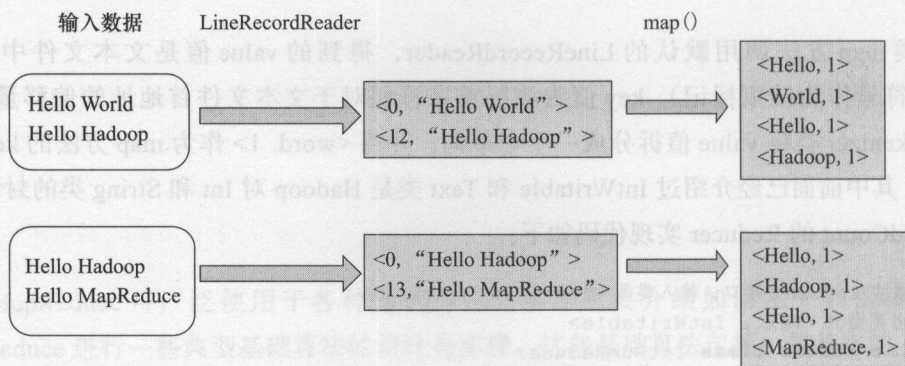 输入数据
LineRecordReader
map()
Hello World
Hello Hadoop
<0, “Hello World”>
<12, “Hello Hadoop”>
<Hello, 1>
<World, 1>
<Hello, 1>
<Hadoop, 1>
Hello Hadoop
Hello MapReduce
<0, “Hello Hadoop”>
<13,“Hello MapReduce”>
<Hello, 1>
<Hadoop, 1>
<Hello, 1>
<MapReduce, 1>